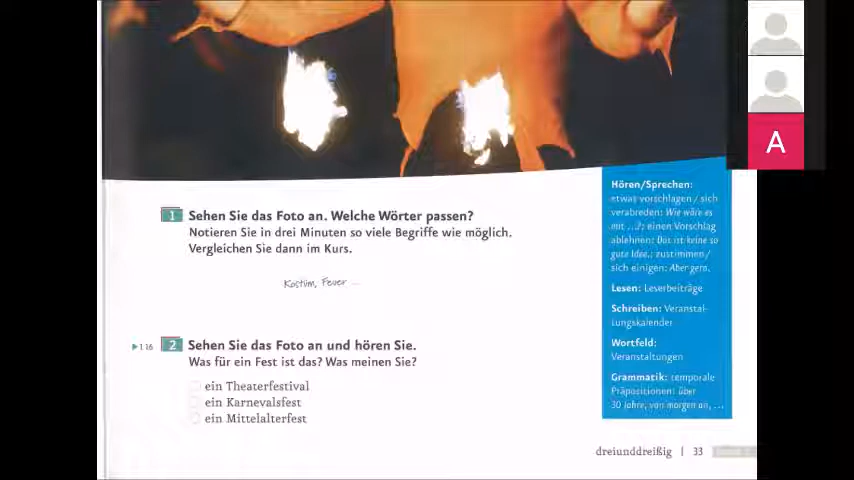 A
1 Sehen Sie das Foto an. Welche Wörter passen?
Notieren Sie in drei Minuten so viele Begriffe wie möglich.
Vergleichen Sie dann im Kurs.
Kostüm, Feuer ...
▶ 1 16 2 Sehen Sie das Foto an und hören Sie.
Was für ein Fest ist das? Was meinen Sie?
ein Theaterfestival
ein Karnevalsfest
ein Mittelalterfest
Hören/Sprechen:
etwas vorschlagen / sich
verabreden: Wie wäre es
mit ...?; einen Vorschlag
ablehnen: Das ist keine so
gute Idee.; zustimmen/
sich einigen: Aber gern.
Lesen: Leserbeiträge
Schreiben: Veranstal-
tungskalender
Wortfeld:
Veranstaltungen
Grammatik: temporale
Präpositionen: über
30 Jahre, von morgen an, ...
dreiunddreißig | 33